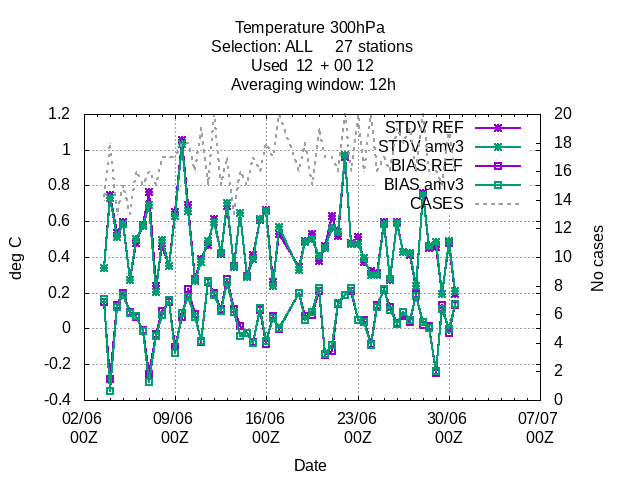 Temperature 300hPa
Selection: ALL 27 stations
Used 12 + 00 12
Averaging window: 12h
deg C
1.2
1
0.8
0.6
0.4
0.2
0
-0.2
-0.4
STDV REF
STDV amv3
BIAS REF
BIAS amv3
CASES
20
18
16
14
12
10
8
6
4
2
0
No cases
02/06 09/06 16/06 23/06 30/06 07/07
00Z 00Z 00Z 00Z 00Z 00Z
Date